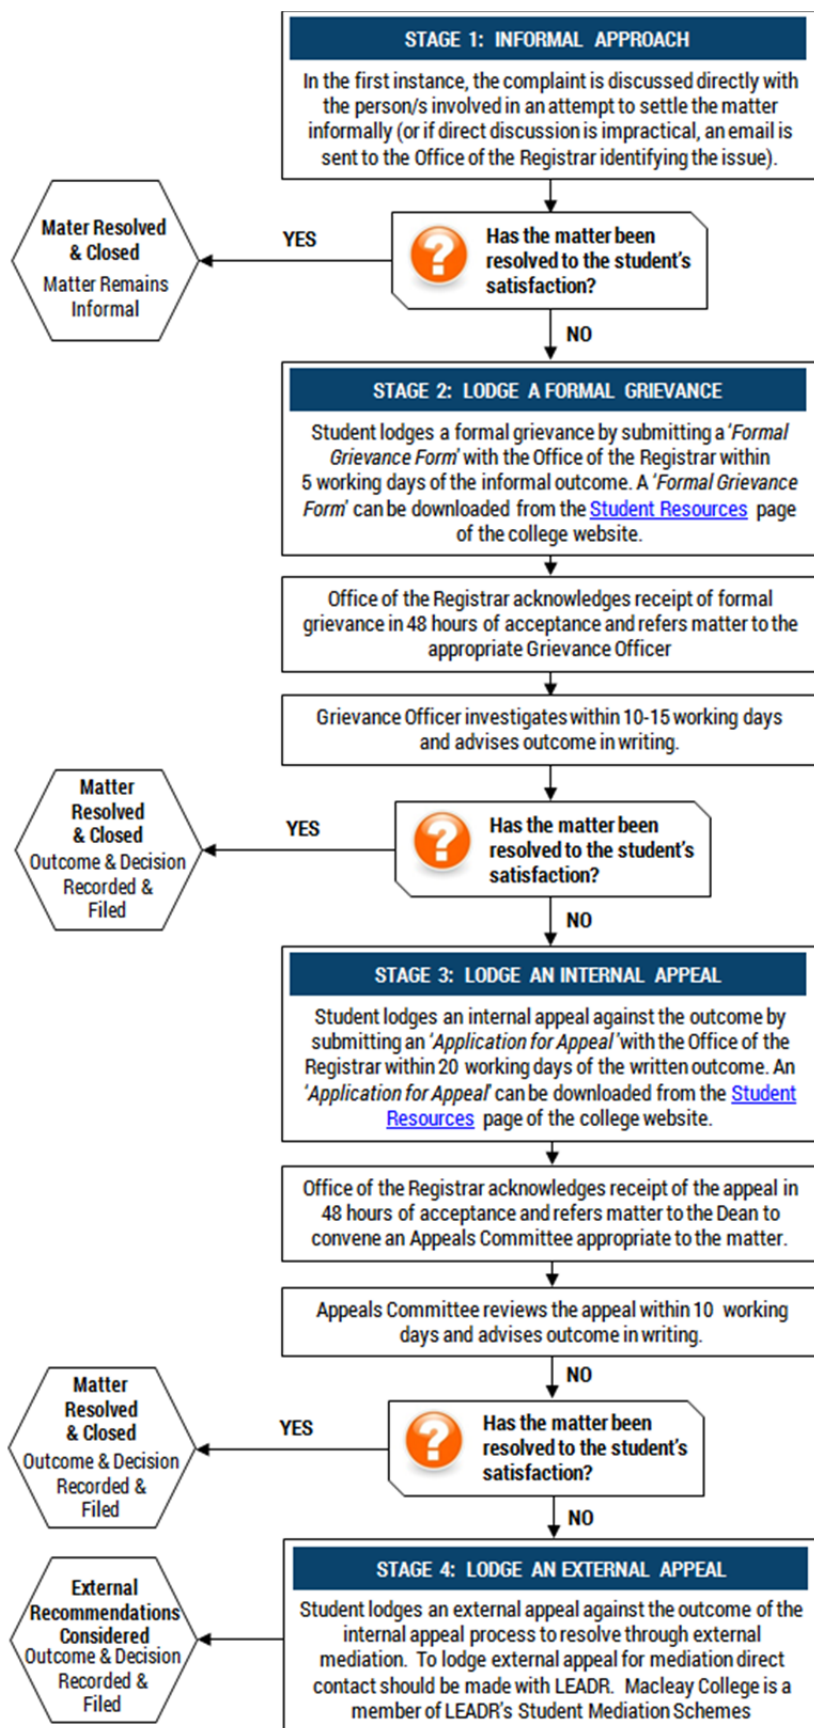 STAGE 1: INFORMAL APPROACH
In the first instance, the complaint is discussed directly with
the person/s involved in an attempt to settle the matter
informally (or if direct discussion is impractical, an email is
sent to the Office of the Registrar identifying the issue).
Mater Resolved
& Closed
Matter Remains
Informal
YES
?
Has the matter been
resolved to the student's
satisfaction?
NO
STAGE 2: LODGE A FORMAL GRIEVANCE
Student lodges a formal grievance by submitting a 'Formal
Grievance Form' with the Office of the Registrar within
5 working days of the informal outcome. A 'Formal Grievance
Form' can be downloaded from the Student Resources page
of the college website.
Office of the Registrar acknowledges receipt of formal
grievance in 48 hours of acceptance and refers matter to the
appropriate Grievance Officer
Grievance Officer investigates within 10-15 working days
and advises outcome in writing.
Matter
Resolved
& Closed
Outcome & Decision
Recorded &
Filed
YES
?
Has the matter been
resolved to the student's
satisfaction?
NO
STAGE 3: LODGE AN INTERNAL APPEAL
Student lodges an internal appeal against the outcome by
submitting an 'Application for Appeal' with the Office of the
Registrar within 20 working days of the written outcome. An
'Application for Appeal' can be downloaded from the Student
Resources page of the college website.
Office of the Registrar acknowledges receipt of the appeal in
48 hours of acceptance and refers matter to the Dean to
convene an Appeals Committee appropriate to the matter.
Appeals Committee reviews the appeal within 10 working
days and advises outcome in writing.
NO
Matter
Resolved
& Closed
Outcome & Decision
Recorded &
Filed
YES
?
Has the matter been
resolved to the student's
satisfaction?
NO
STAGE 4: LODGE AN EXTERNAL APPEAL
Student lodges an external appeal against the outcome of the
internal appeal process to resolve through external
mediation. To lodge external appeal for mediation direct
contact should be made with LEADR. Macleay College is a
member of LEADR's Student Mediation Schemes
External
Recommendations
Considered
Outcome & Decision
Recorded &
Filed